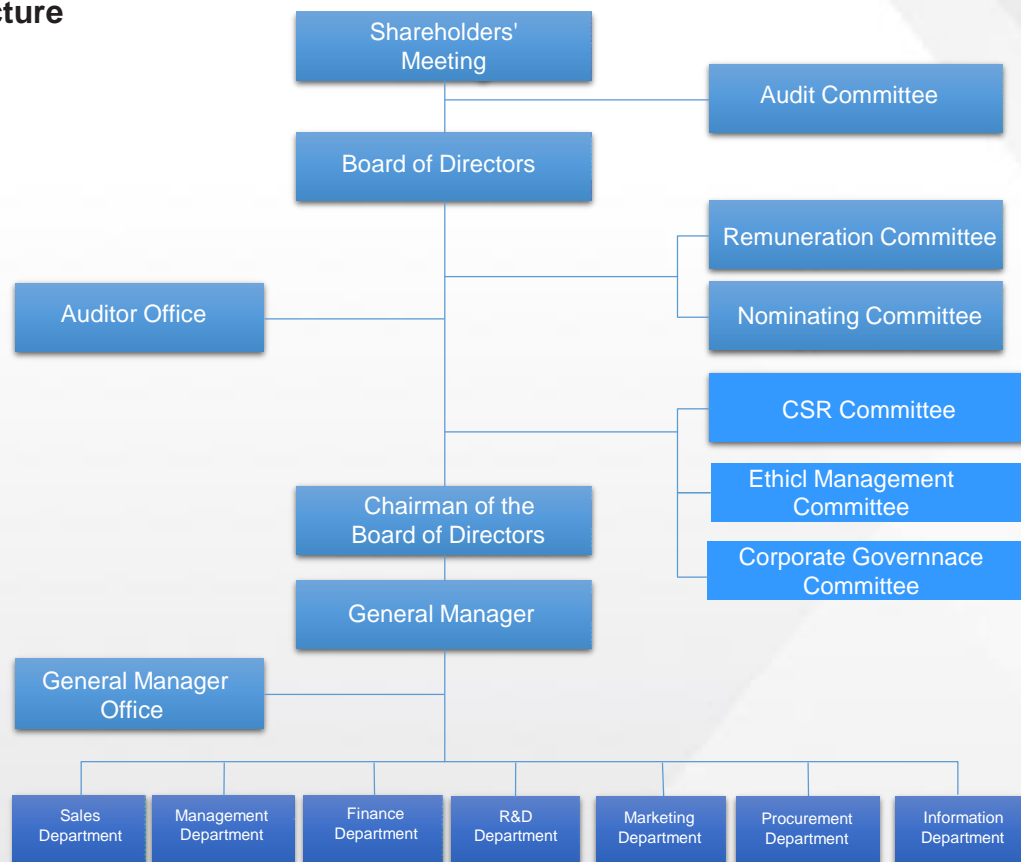 cture
Shareholders'
Meeting
Audit Committee
Board of Directors
Remuneration Committee
Auditor Office
Nominating Committee
CSR Committee
Ethicl Management
Committee
Chairman of the
Board of Directors
Corporate Governnace
Committee
General Manager
General Manager
Office
Sales
Department
Management
Department
Finance
Department
R&D
Department
Marketing
Department
Procurement
Department
Information
Department